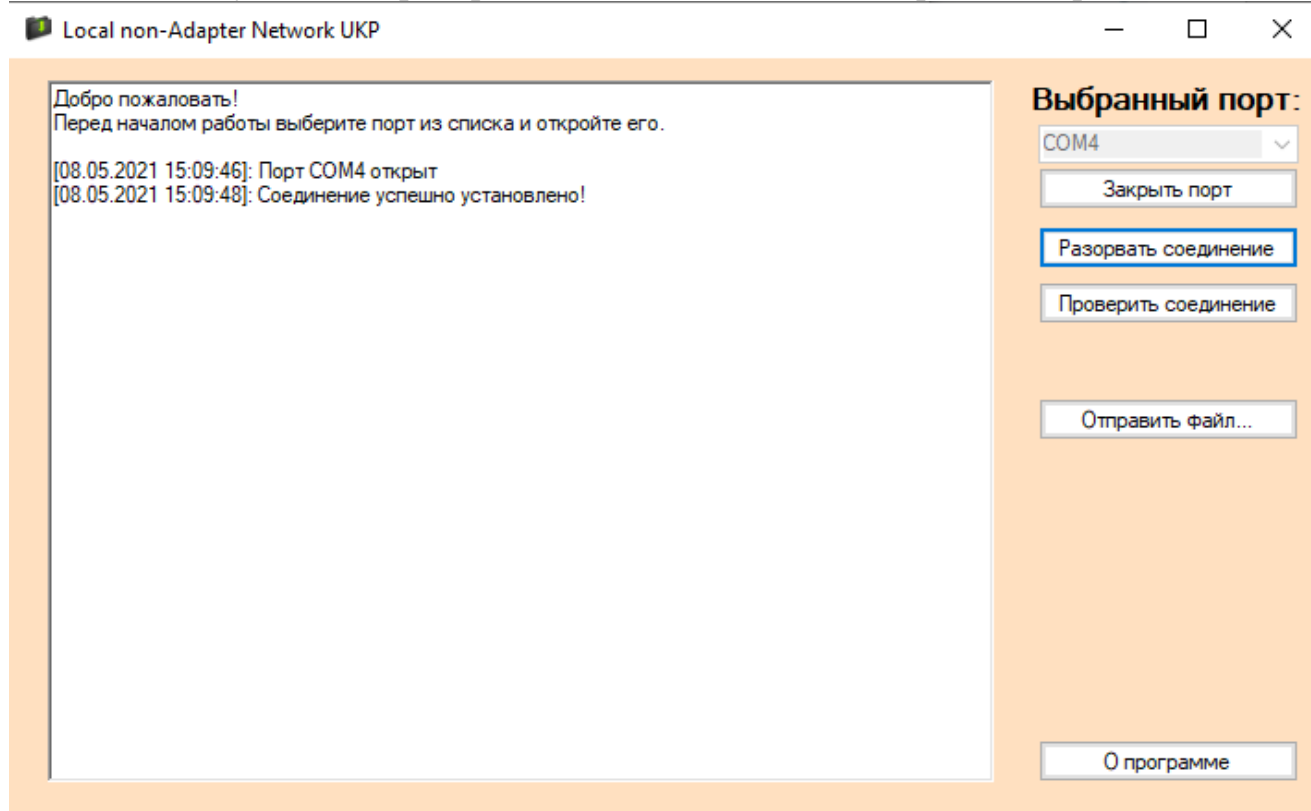 Local non-Adapter Network UKP
Добро пожаловать!
Перед началом работы выберите порт из списка и откройте его.
[08.05.2021 15:09:46]: Порт COM4 открыт
[08.05.2021 15:09:48]: Соединение успешно установлено!
Выбранный порт:
COM4
Закрыть порт
Разорвать соединение
Проверить соединение
Отправить файл...
О программе